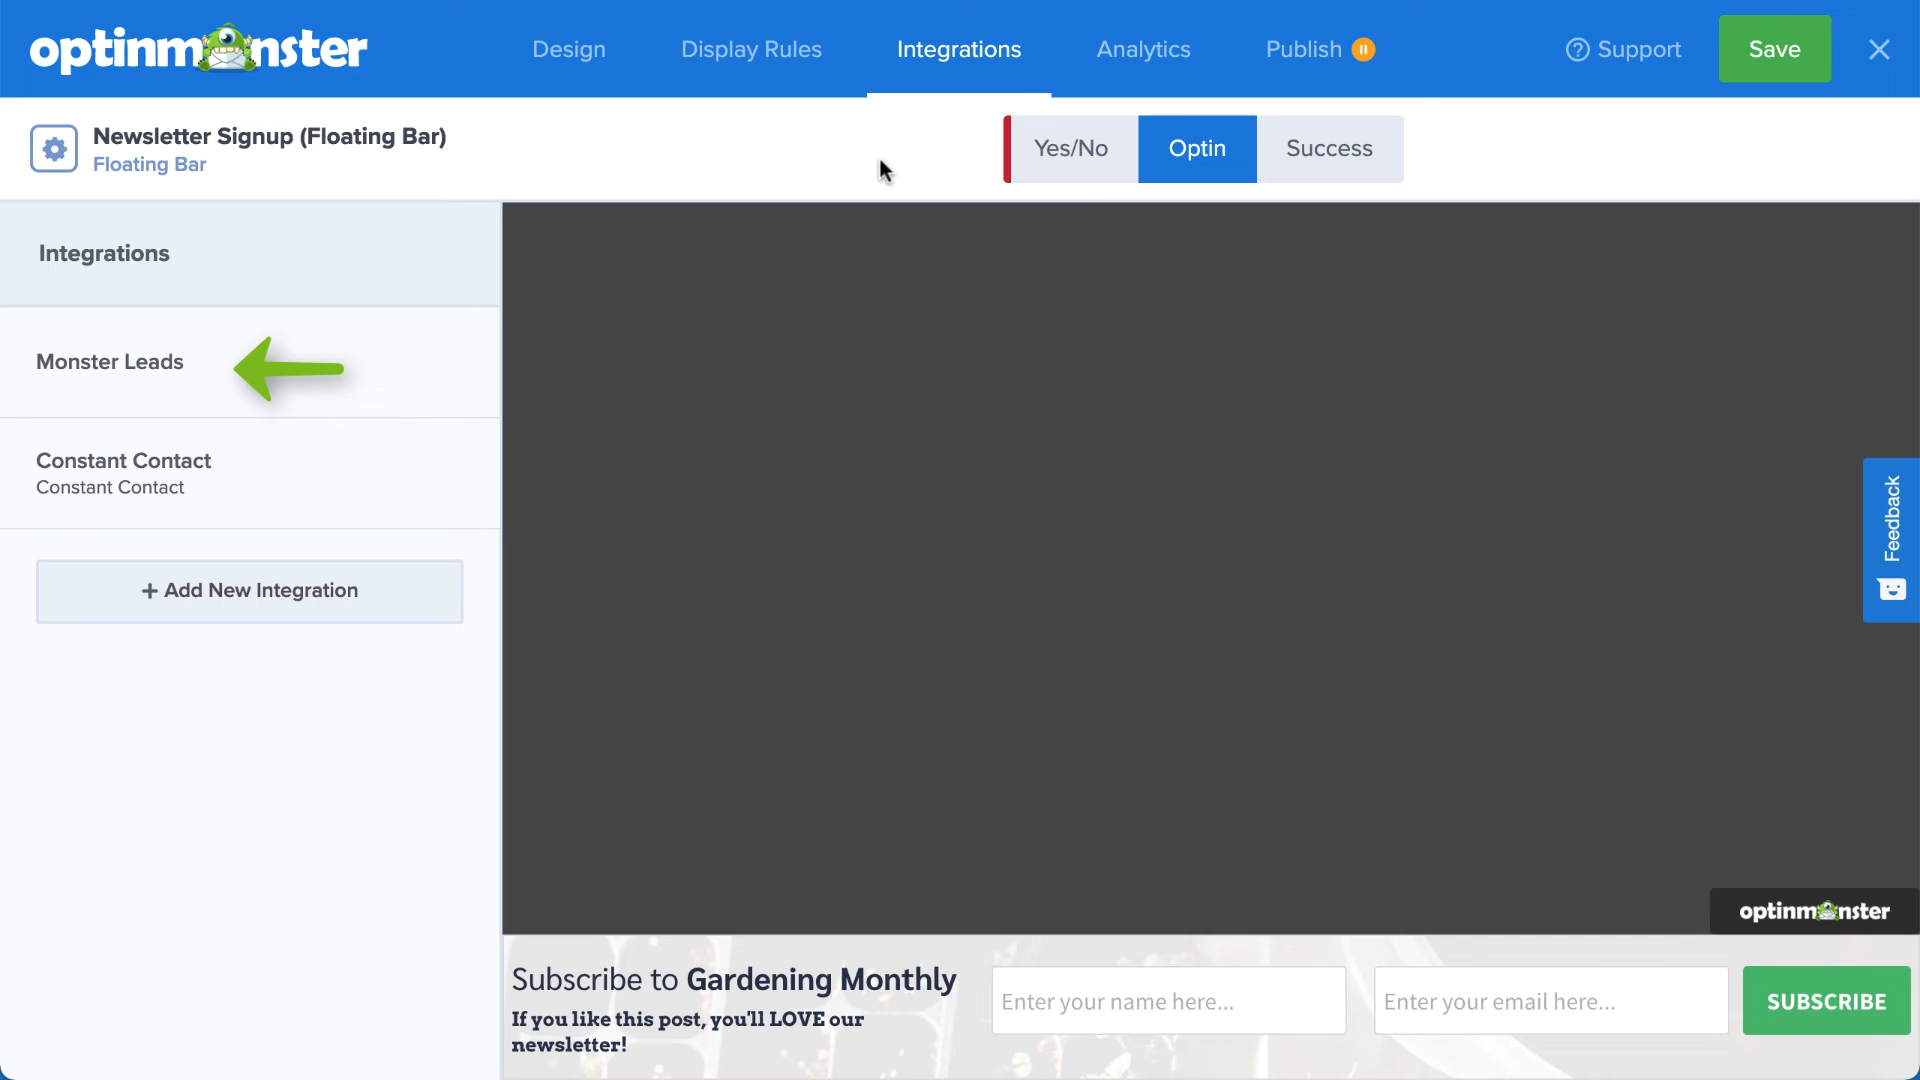 optinmonster
Design
Display Rules
Integrations
Analytics
Publish
Support
Save
Newsletter Signup (Floating Bar)
Floating Bar
Yes/No
Optin
Success
Integrations
Monster Leads
Constant Contact
Constant Contact
+ Add New Integration
Feedback
optinmonster
Subscribe to Gardening Monthly
If you like this post, you'll LOVE our
newsletter!
Enter your name here...
Enter your email here...
SUBSCRIBE